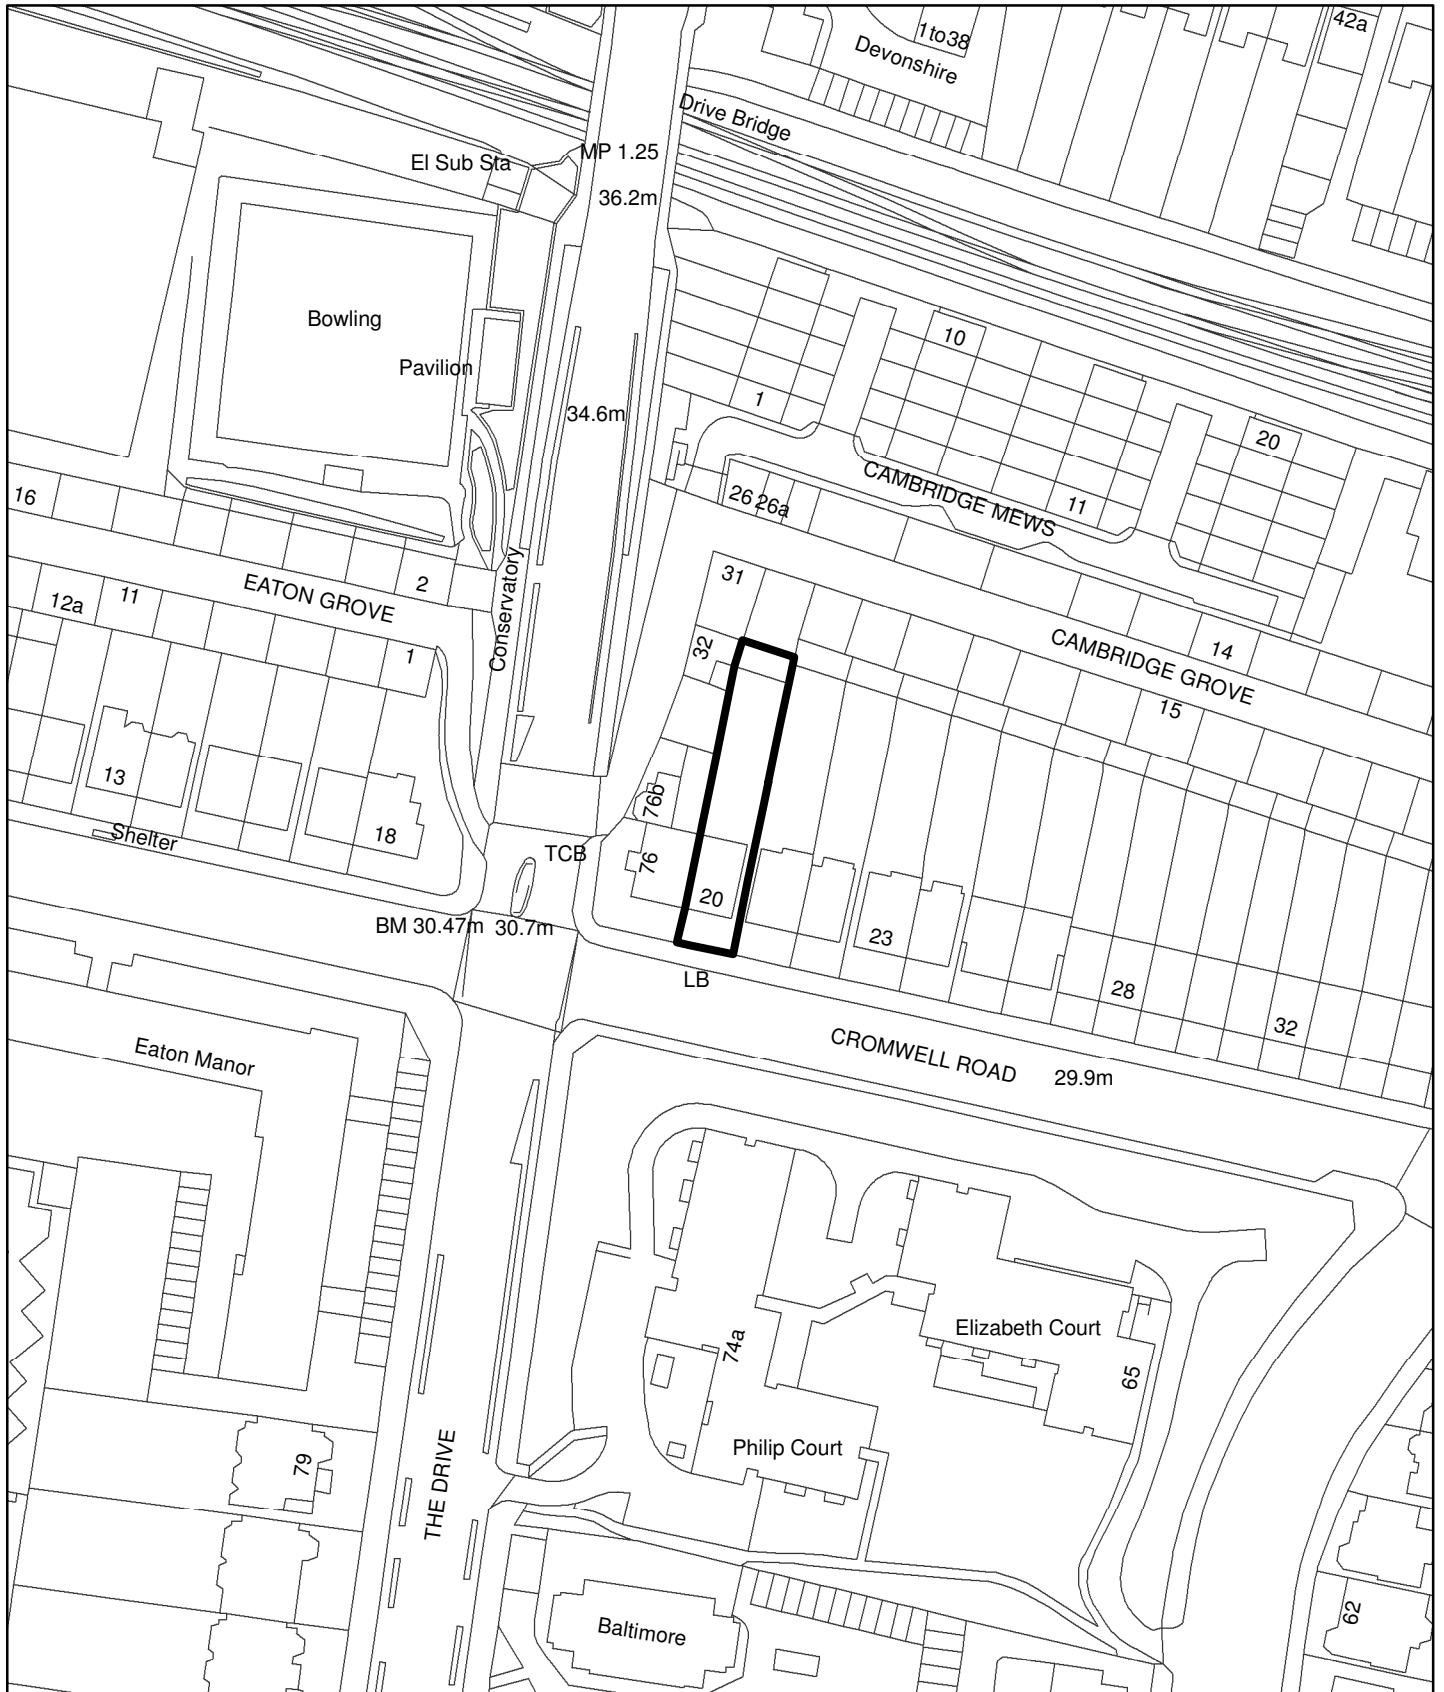 42a
1to38
Devonshire
Drive Bridge
MP 1.25
El Sub Sta
36.2m
Bowling
10
Pavilion
1
34.6m
20
CAMBRIDGE MEWS
16
26
26a
11
Conservatory
31
EATON GROVE
2
12a
11
32
1
CAMBRIDGE GROVE
14
15
13
76b
Shelter
18
TCB
76
20
BM 30.47m
30.7m
23
LB
28
32
CROMWELL ROAD
29.9m
Eaton Manor
Elizabeth Court
74a
65
Philip Court
79
THE DRIVE
62
Baltimore